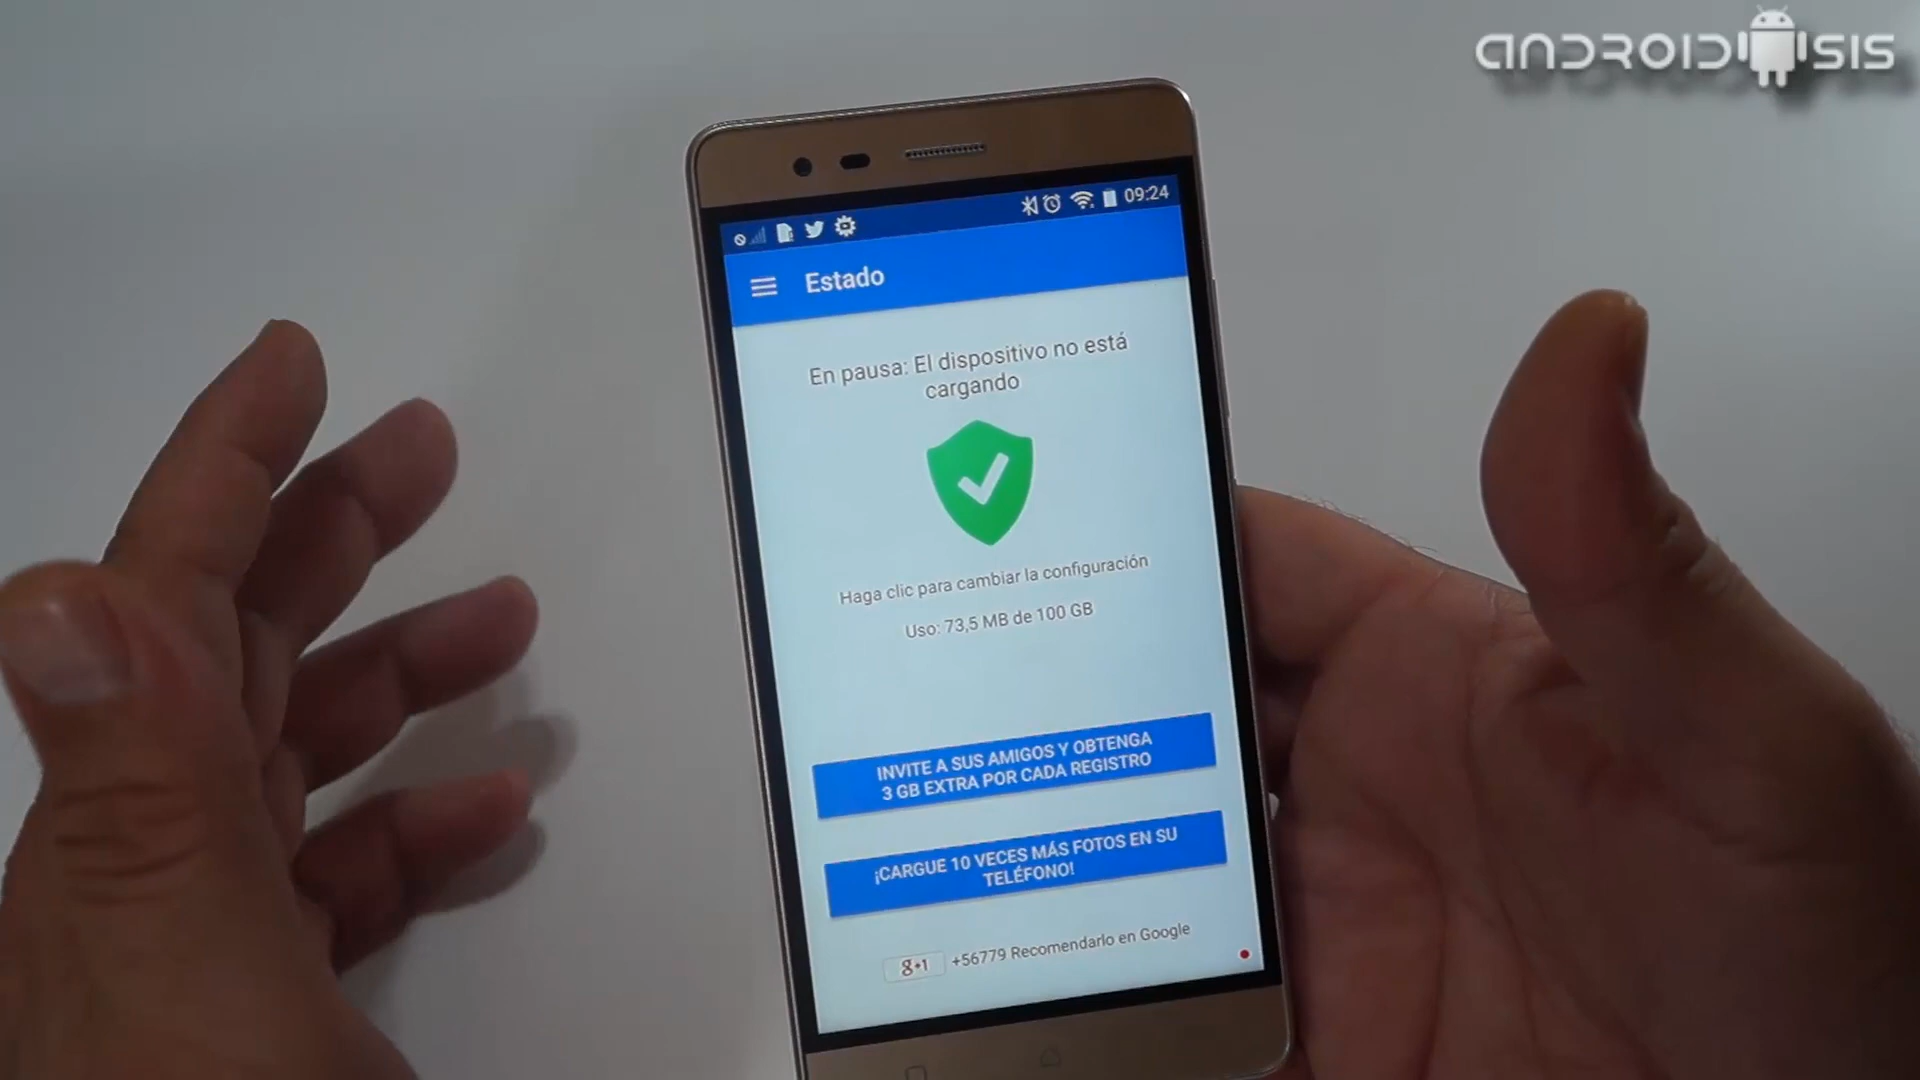 ANDROIDSIS
09:24
Estado
En pausa: El dispositivo no está
cargando
Haga clic para cambiar la configuración
Uso: 73,5 MB de 100 GB
INVITE A SUS AMIGOS Y OBTENGA
3 GB EXTRA POR CADA REGISTRO
¡CARGUE 10 VECES MÁS FOTOS EN SU
TELÉFONO!
g+1 +56779 Recomendarlo en Google